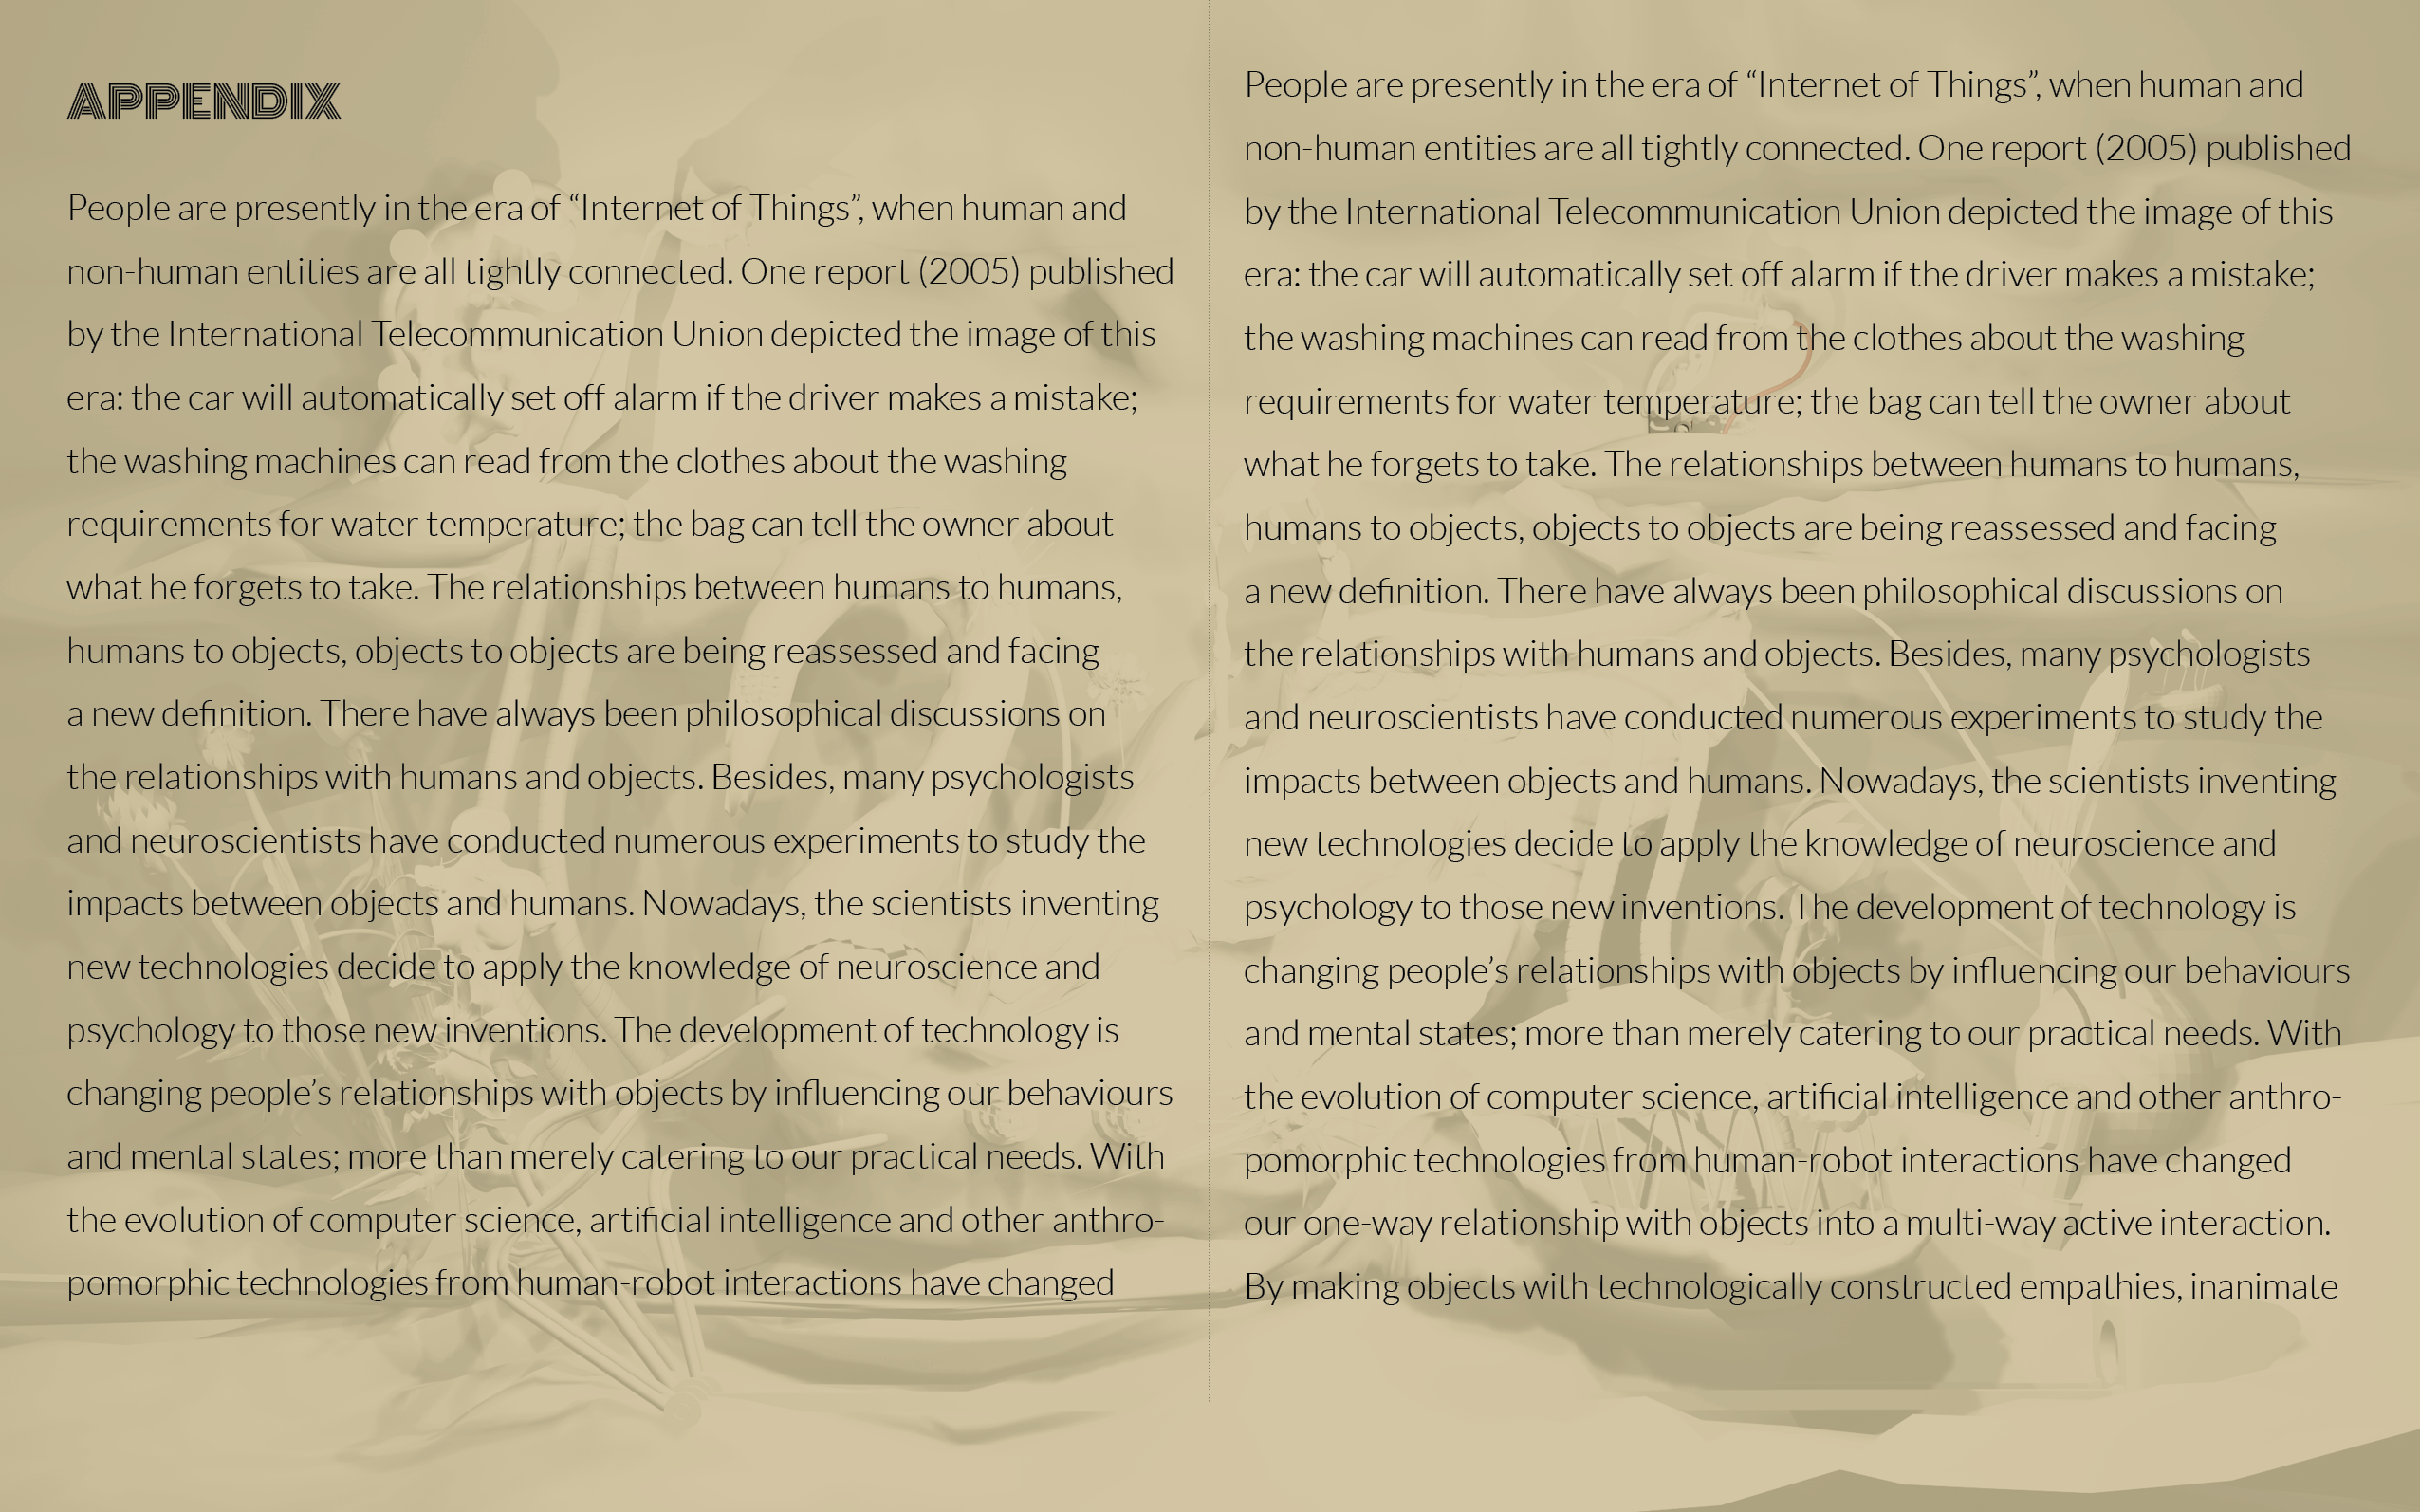 APPENDIX
People are presently in the era of “Internet of Things”, when human and
non-human entities are all tightly connected. One report (2005) published
by the International Telecommunication Union depicted the image of this
era: the car will automatically set off alarm if the driver makes a mistake;
the washing machines can read from the clothes about the washing
requirements for water temperature; the bag can tell the owner about
what he forgets to take. The relationships between humans to humans,
humans to objects, objects to objects are being reassessed and facing
a new definition. There have always been philosophical discussions on
the relationships with humans and objects. Besides, many psychologists
and neuroscientists have conducted numerous experiments to study the
impacts between objects and humans. Nowadays, the scientists inventing
new technologies decide to apply the knowledge of neuroscience and
psychology to those new inventions. The development of technology is
changing people’s relationships with objects by influencing our behaviours
and mental states; more than merely catering to our practical needs. With
the evolution of computer science, artificial intelligence and other anthro-
pomorphic technologies from human-robot interactions have changed
People are presently in the era of “Internet of Things”, when human and
non-human entities are all tightly connected. One report (2005) published
by the International Telecommunication Union depicted the image of this
era: the car will automatically set off alarm if the driver makes a mistake;
the washing machines can read from the clothes about the washing
requirements for water temperature; the bag can tell the owner about
what he forgets to take. The relationships between humans to humans,
humans to objects, objects to objects are being reassessed and facing
a new definition. There have always been philosophical discussions on
the relationships with humans and objects. Besides, many psychologists
and neuroscientists have conducted numerous experiments to study the
impacts between objects and humans. Nowadays, the scientists inventing
new technologies decide to apply the knowledge of neuroscience and
psychology to those new inventions. The development of technology is
changing people’s relationships with objects by influencing our behaviours
and mental states; more than merely catering to our practical needs. With
the evolution of computer science, artificial intelligence and other anthro-
pomorphic technologies from human-robot interactions have changed
our one-way relationship with objects into a multi-way active interaction.
By making objects with technologically constructed empathies, inanimate